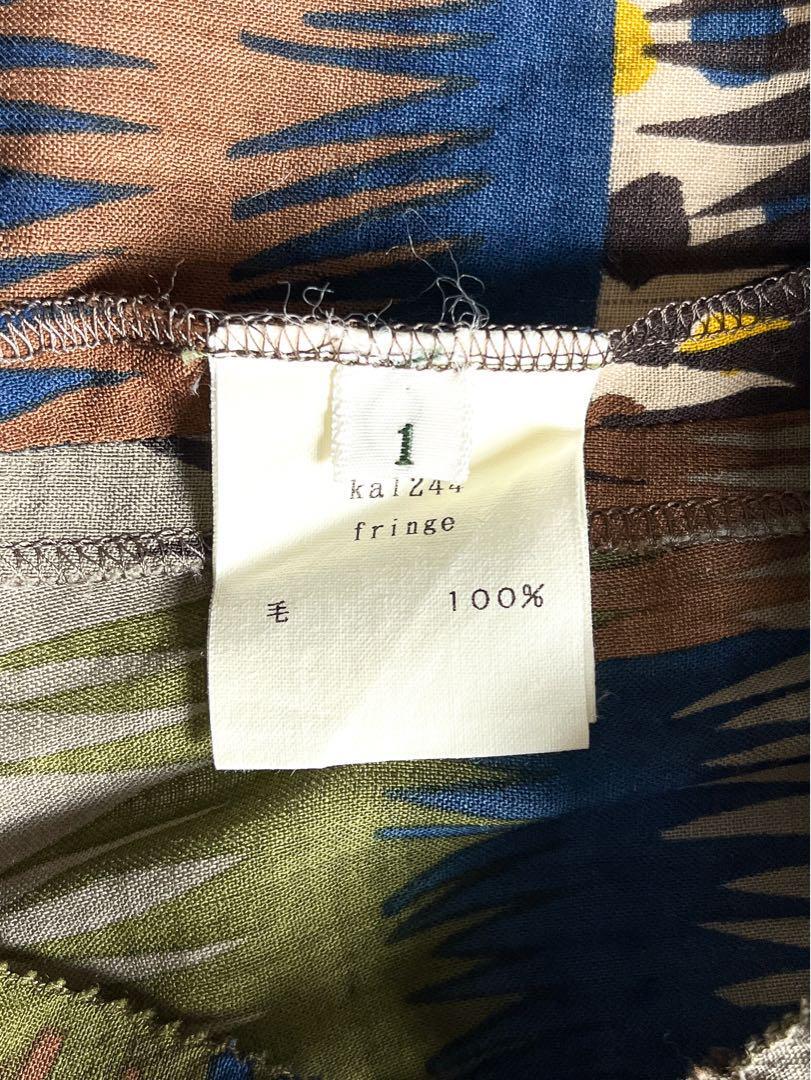 1
ka1244
fringe
毛 100%